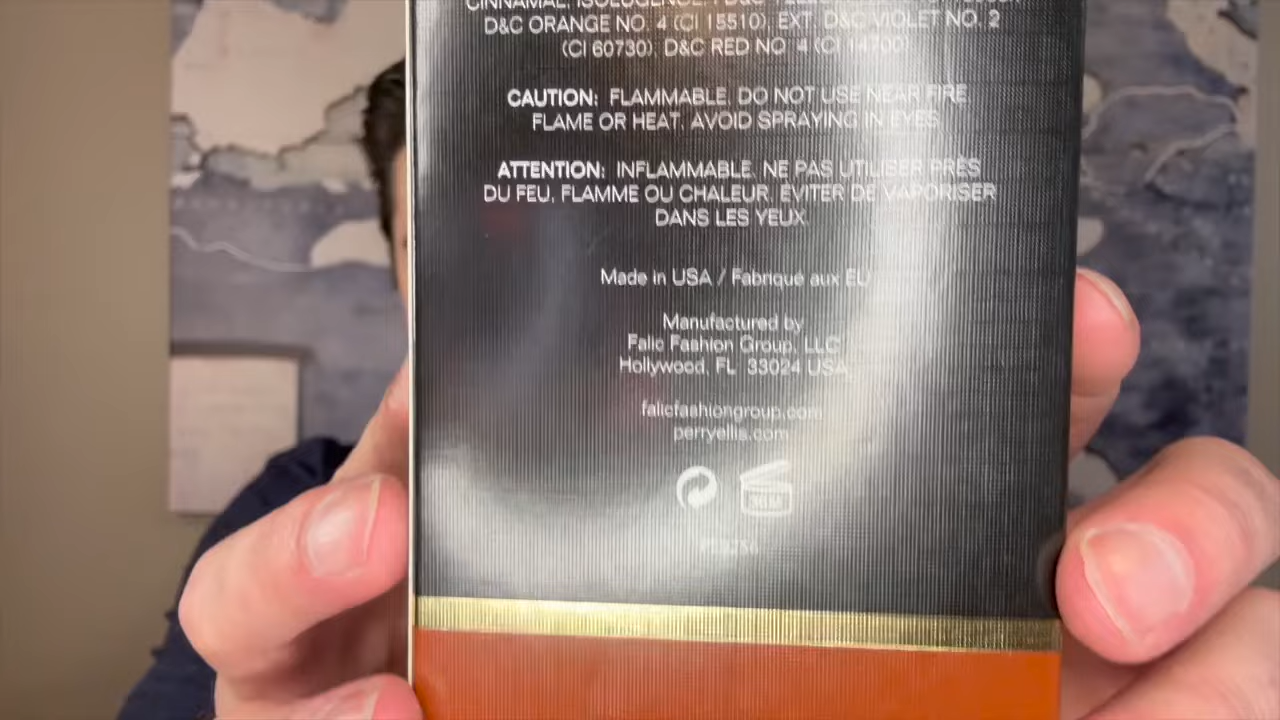 D&C ORANGE NO. 4 (CI 15510), EXT. D&C VIOLET NO. 2
(CI 60730), D&C RED NO 4 (CI 14700)
CAUTION: FLAMMABLE. DO NOT USE NEAR FIRE
FLAME OR HEAT. AVOID SPRAYING IN EYES.
ATTENTION: INFLAMMABLE. NE PAS UTILISER PRÈS
DU FEU, FLAMME OU CHALEUR. EVITER DE VAPORISER
DANS LES YEUX
Made in USA / Fabriqué aux EU
Manufactured by
Falic Fashion Group, LLC
Hollywood, FL 33024 USA
falicfashiongroup.com
perryellis.com